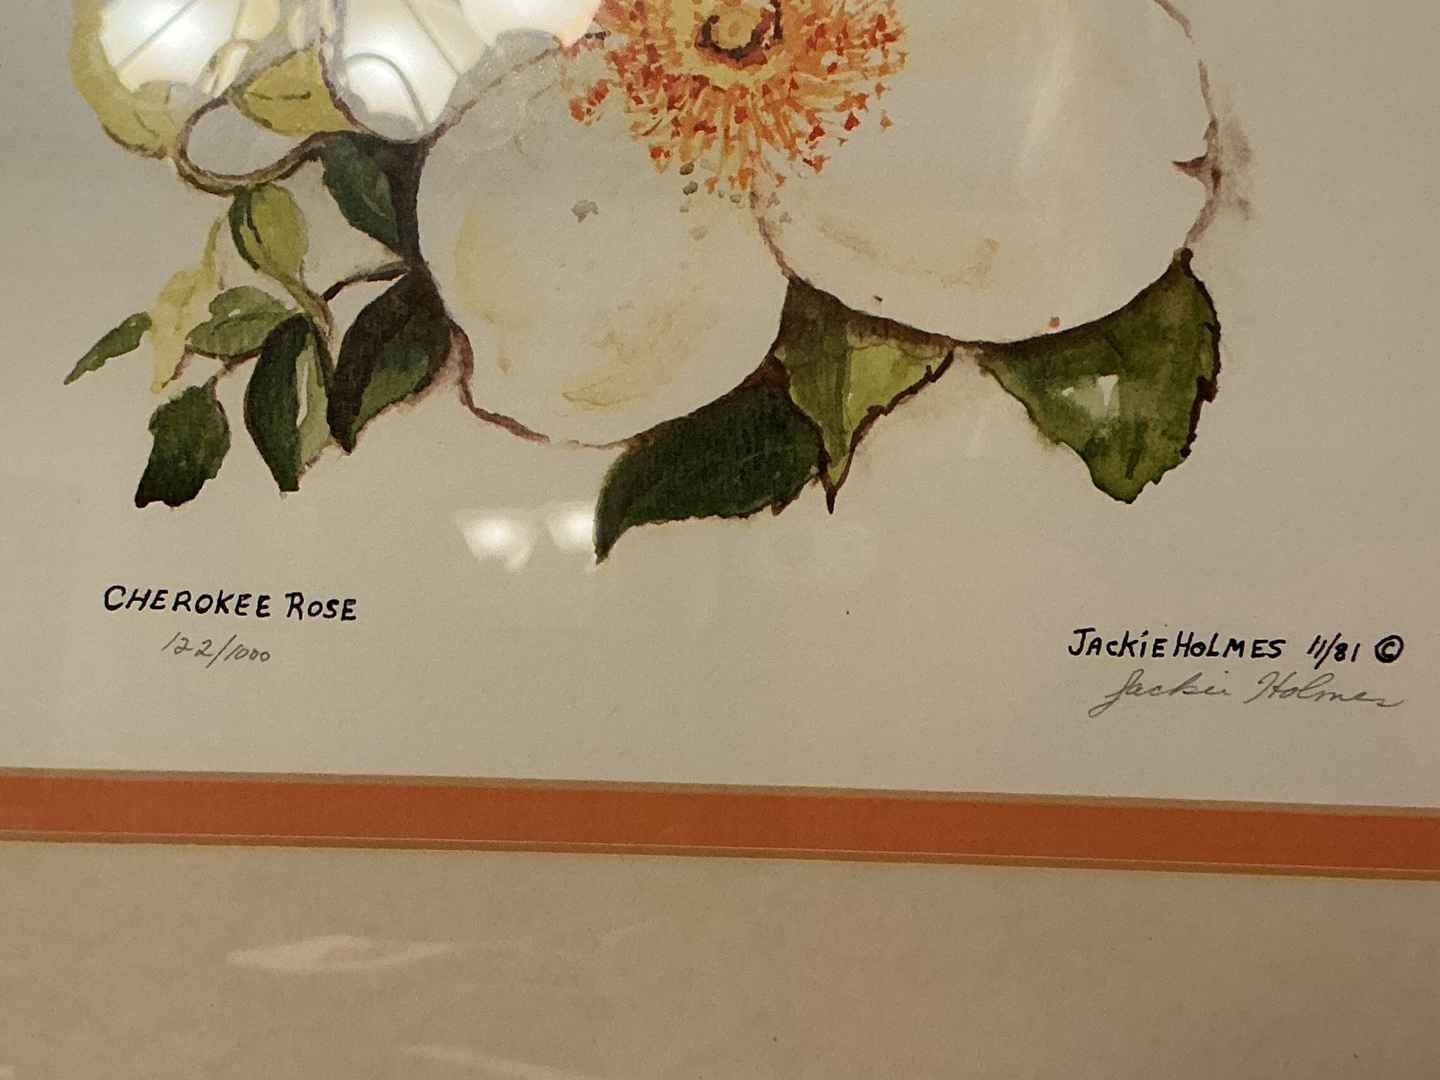 CHEROKEE ROSE
122/1000
JACKIE HOLMES 11/81 ©
Jackie Holmes